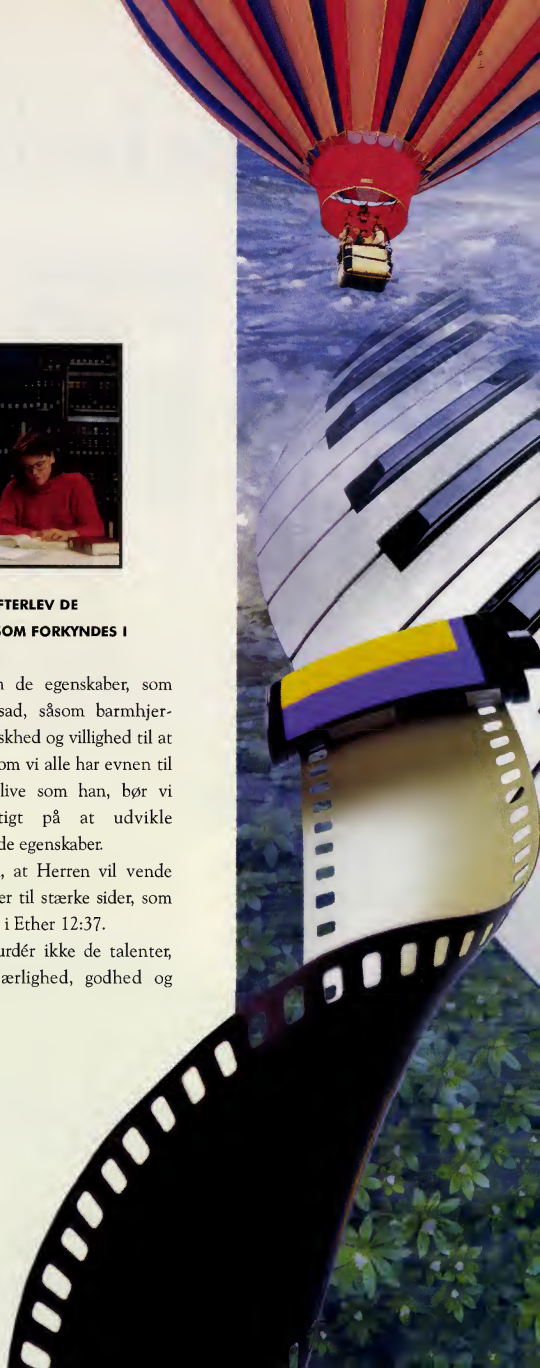 FTERLEV DE
SOM FORKYNDES I
de egenskaber, som
sad, såsom barmhjer-
skhed og villighed til at
om vi alle har evnen til
live som han, bør vi
tigt på at udvikle
de egenskaber.
, at Herren vil vende
er til stærke sider, som
i Ether 12:37.
urdér ikke de talenter,
ærlighed, godhed og